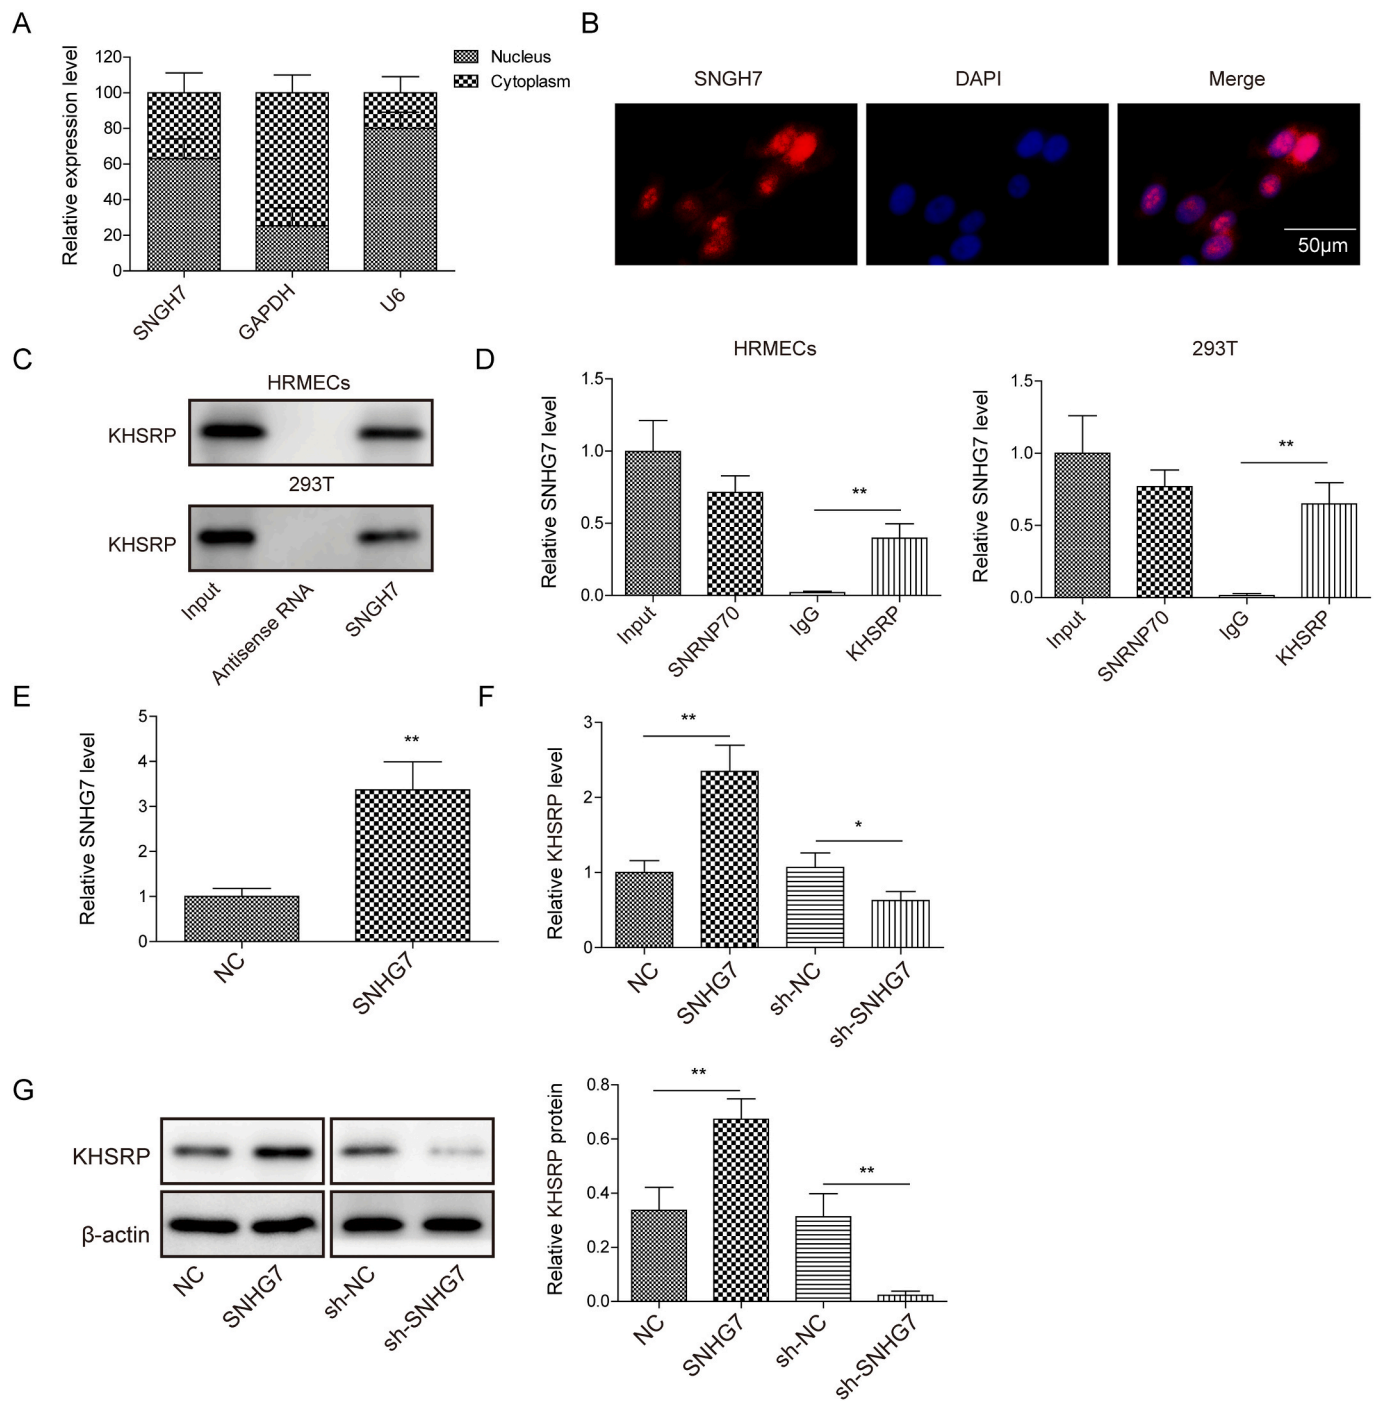 A
Relative expression level
120
100
80
60
40
20
0
SNGH7
GAPDH
U6
Nucleus
Cytoplasm
B
SNGH7
DAPI
Merge
50μm
C
HRMECs
KHSRP
293T
KHSRP
Input
Antisense RNA
SNGH7
D
HRMECs
Relative SNHG7 level
1.5
1.0
0.5
0.0
**
Input
SNRNP70
IgG
KHSRP
293T
Relative SNHG7 level
1.5
1.0
0.5
0.0
**
Input
SNRNP70
IgG
KHSRP
E
Relative SNHG7 level
5
4
3
2
1
0
**
NC
SNHG7
F
Relative KHSRP level
3
2
1
0
**
*
NC
SNHG7
sh-NC
sh-SNHG7
G
KHSRP
β-actin
NC
SNHG7
sh-NC
sh-SNHG7
Relative KHSRP protein
0.8
0.6
0.4
0.2
0.0
**
**
NC
SNHG7
sh-NC
sh-SNHG7